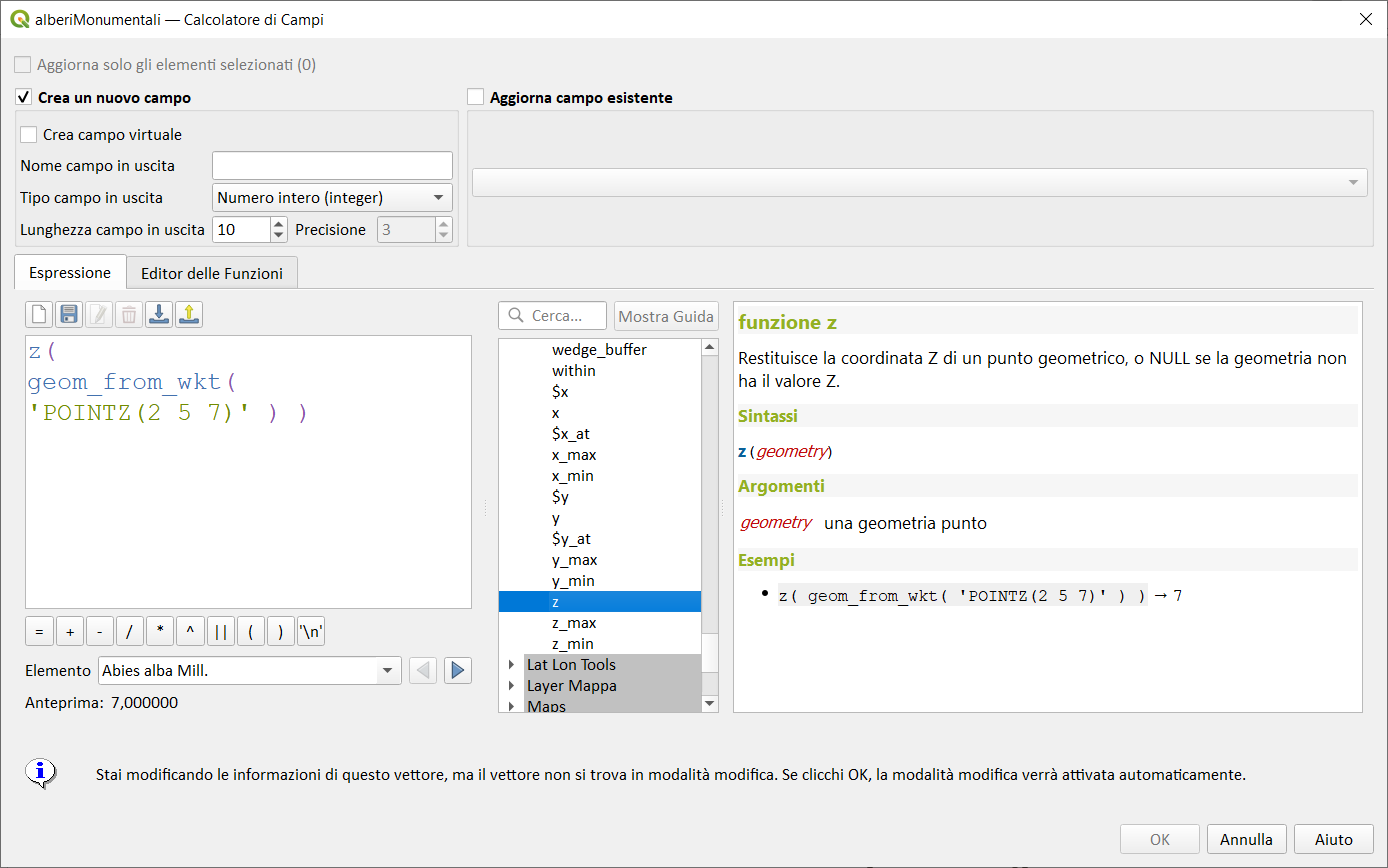 alberiMonumentali — Calcolatore di Campi
Aggiorna solo gli elementi selezionati (0)
Crea un nuovo campo
Aggiorna campo esistente
Crea campo virtuale
Nome campo in uscita
Tipo campo in uscita Numero intero (integer)
Lunghezza campo in uscita 10 Precisione 3
Espressione Editor delle Funzioni
z(
geom_from_wkt(
'POINTZ(2 5 7)' ) )
= + - / * ^ || ( ) '\n'
Elemento Abies alba Mill.
Anteprima: 7,000000
Cerca... Mostra Guida
wedge_buffer
within
$x
x
$x_at
x_max
x_min
$y
y
$y_at
y_max
y_min
z
z_max
z_min
Lat Lon Tools
Layer Mappa
Maps
funzione z
Restituisce la coordinata Z di un punto geometrico, o NULL se la geometria non
ha il valore Z.
Sintassi
z(geometry)
Argomenti
geometry una geometria punto
Esempi
• z( geom_from_wkt( 'POINTZ(2 5 7)' ) ) → 7
Stai modificando le informazioni di questo vettore, ma il vettore non si trova in modalità modifica. Se clicchi OK, la modalità modifica verrà attivata automaticamente.
OK Annulla Aiuto